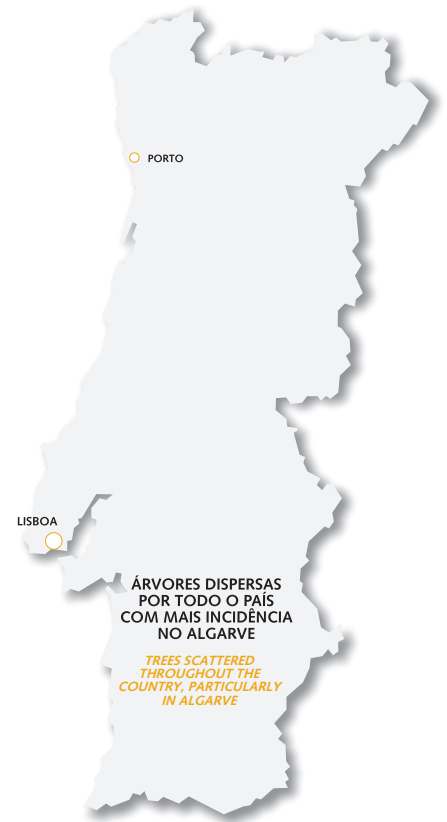 PORTO
LISBOA
ÁRVORES DISPERSAS
POR TODO O PAÍS
COM MAIS INCIDÊNCIA
NO ALGARVE
TREES SCATTERED
THROUGHOUT THE
COUNTRY, PARTICULARLY
IN ALGARVE